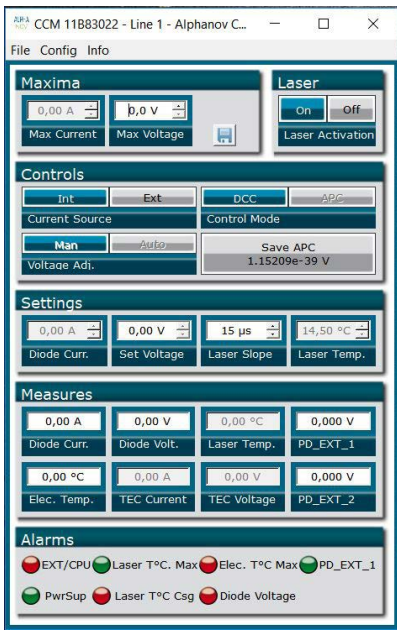 CCM 11B83022 - Line 1 - Alphanov C...
File Config Info
Maxima
0,00 A
0,0 V
Max Current
Max Voltage
Laser
On
Off
Laser Activation
Controls
Int
Ext
Current Source
DCC
APC
Control Mode
Man
Auto
Voltage Adj.
Save APC
1.15209e-39 V
Settings
0,00 A
0,00 V
15 µs
14,50 °C
Diode Curr.
Set Voltage
Laser Slope
Laser Temp.
Measures
0,00 A
0,00 V
0,00 °C
0,000 V
Diode Curr.
Diode Volt.
Laser Temp.
PD_EXT_1
0,00 °C
0,00 A
0,00 V
0,000 V
Elec. Temp.
TEC Current
TEC Voltage
PD_EXT_2
Alarms
EXT/CPU
Laser T°C. Max
Elec. T°C Max
PD_EXT_1
PwrSup
Laser T°C Csg
Diode Voltage